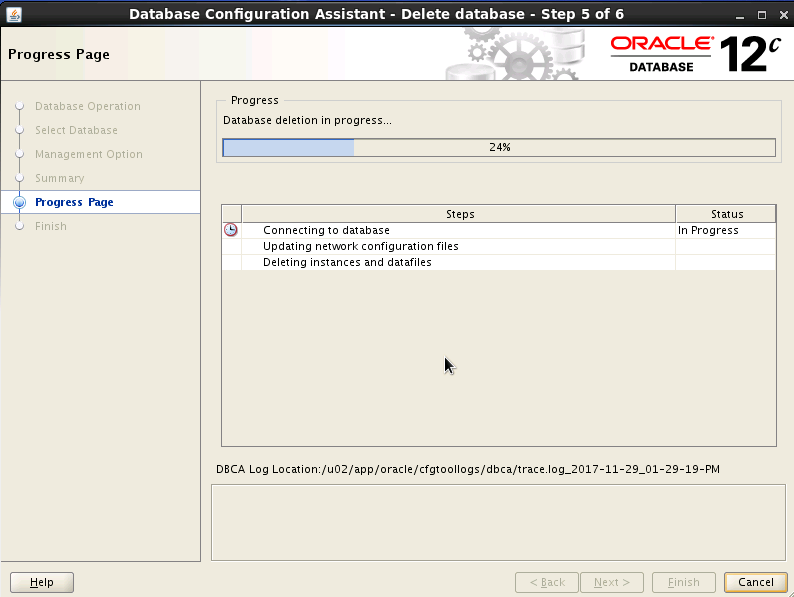 Database Configuration Assistant - Delete database - Step 5 of 6
Progress Page
ORACLE®
DATABASE
12c
Database Operation
Select Database
Management Option
Summary
Progress Page
Finish
Progress
Database deletion in progress...
24%
Steps Status
Connecting to database In Progress
Updating network configuration files
Deleting instances and datafiles
DBCA Log Location:/u02/app/oracle/cfgtoollogs/dbca/trace.log_2017-11-29_01-29-19-PM
Help < Back Next > Finish Cancel